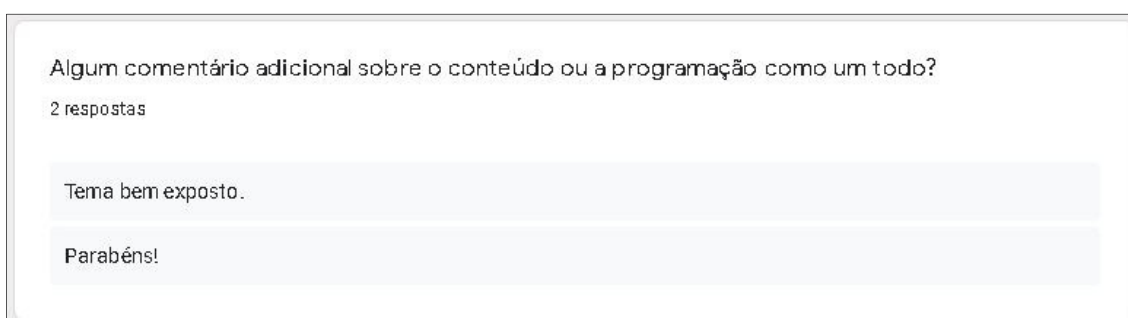 Algum comentário adicional sobre o conteúdo ou a programação como um todo?
2 respostas
Tema bem exposto.
Parabéns!